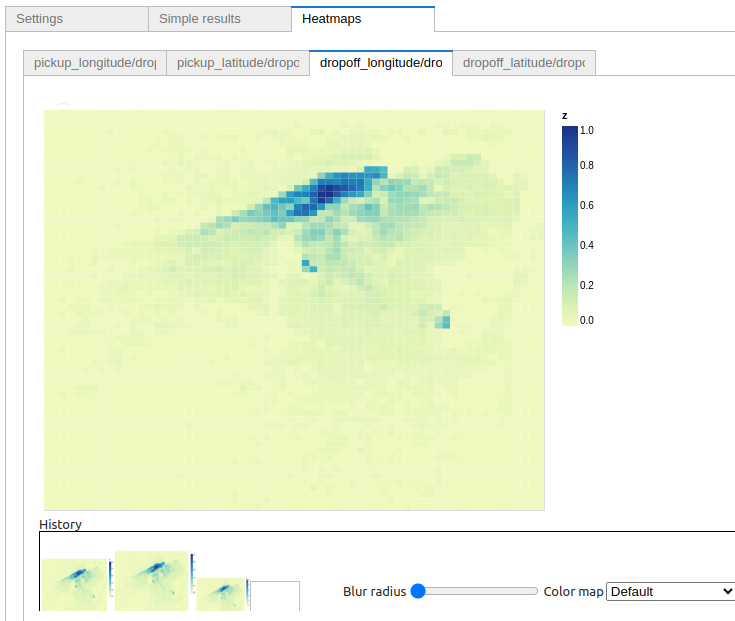 Settings
Simple results
Heatmaps
pickup_longitude/drop
pickup_latitude/dropo
dropoff_longitude/dro
dropoff_latitude/dropo
z
1.0
0.8
0.6
0.4
0.2
0.0
History
Blur radius
Color map
Default